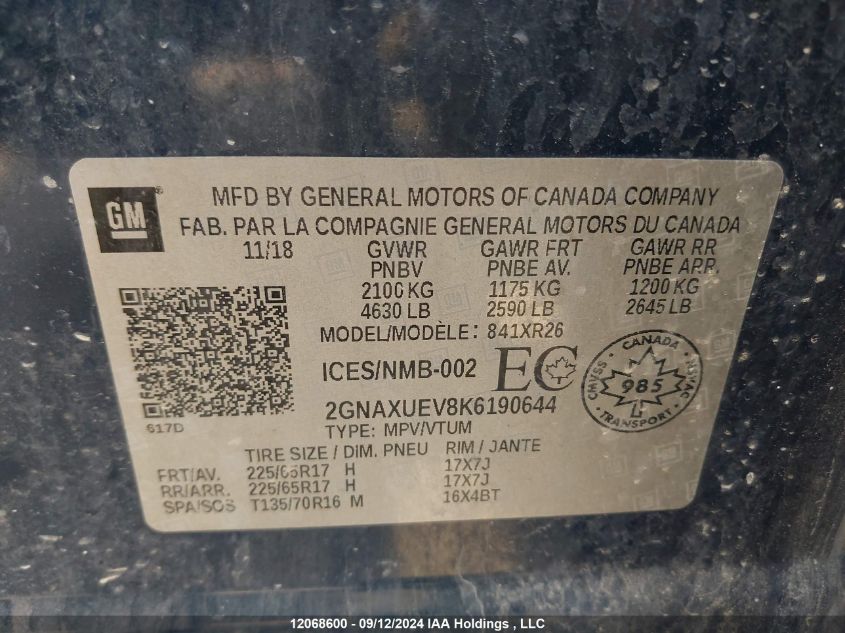 GM ®
MFD BY GENERAL MOTORS OF CANADA COMPANY
FAB. PAR LA COMPAGNIE GENERAL MOTORS DU CANADA
11/18 GVWR GAWR FRT GAWR RR
PNBV PNBE AV. PNBE ARR.
2100 KG 1175 KG 1200 KG
4630 LB 2590 LB 2645 LB
MODEL/MODÈLE: 841XR26
ICES/NMB-002 EC
CANADA
CMVSS 985 NSVAC
TRANSPORT
2GNAXUEV8K6190644
617D
TYPE: MPV/VTUM
TIRE SIZE / DIM. PNEU RIM / JANTE
FRT/AV. 225/65R17 H 17X7J
RR/ARR. 225/65R17 H 17X7J
SPA/SOS T135/70R16 M 16X4BT
12068600 - 09/12/2024 IAA Holdings , LLC